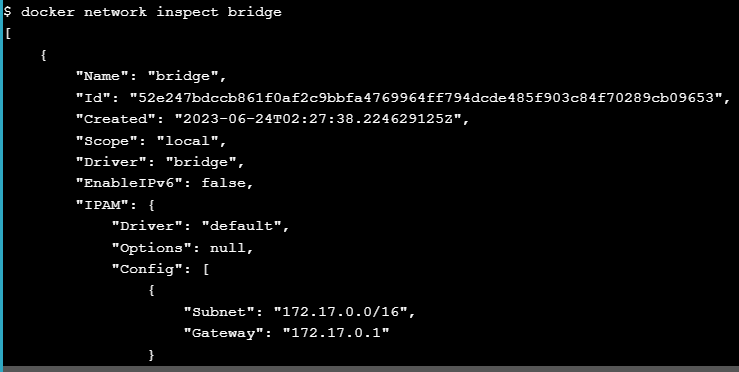 $ docker network inspect bridge
[
    {
        "Name": "bridge",
        "Id": "52e247bdccb861f0af2c9bbfa4769964ff794dcde485f903c84f70289cb09653",
        "Created": "2023-06-24T02:27:38.224629125Z",
        "Scope": "local",
        "Driver": "bridge",
        "EnableIPv6": false,
        "IPAM": {
            "Driver": "default",
            "Options": null,
            "Config": [
                {
                    "Subnet": "172.17.0.0/16",
                    "Gateway": "172.17.0.1"
                }